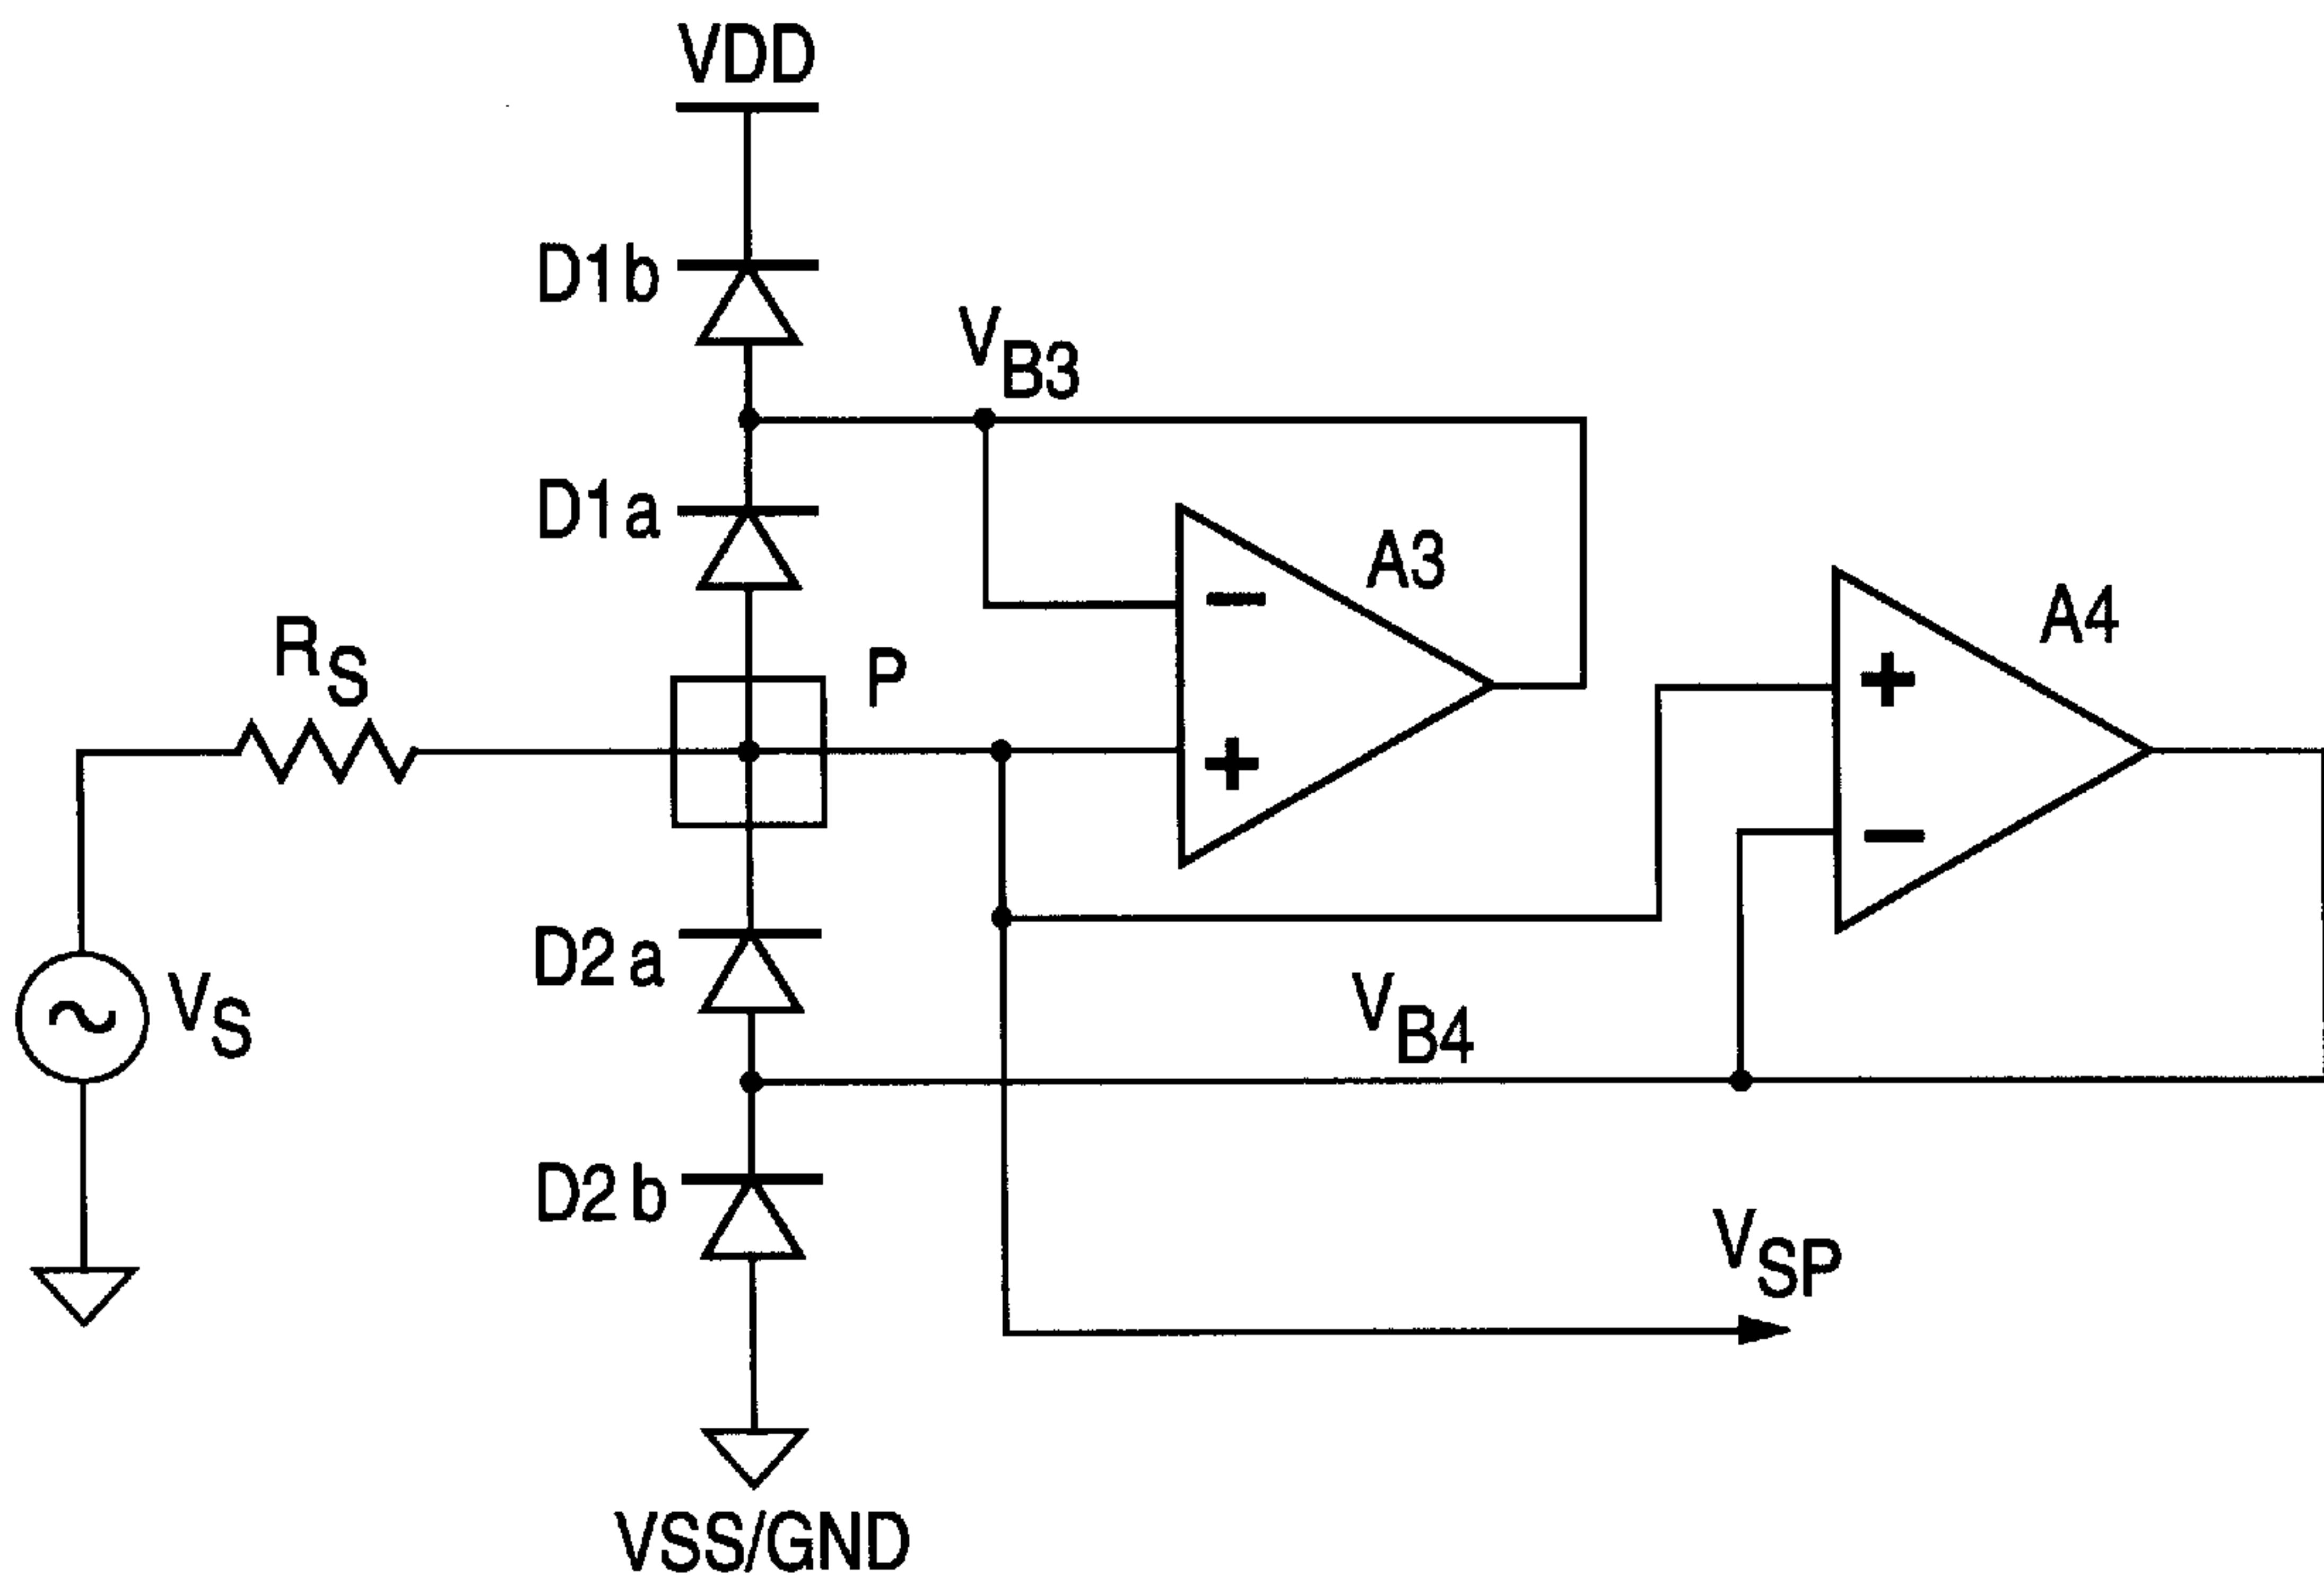 VDD
D1b
VB3
D1a
A3
A4
RS
P
−
+
+
−
VS
D2a
VB4
D2b
VSP
VSS/GND